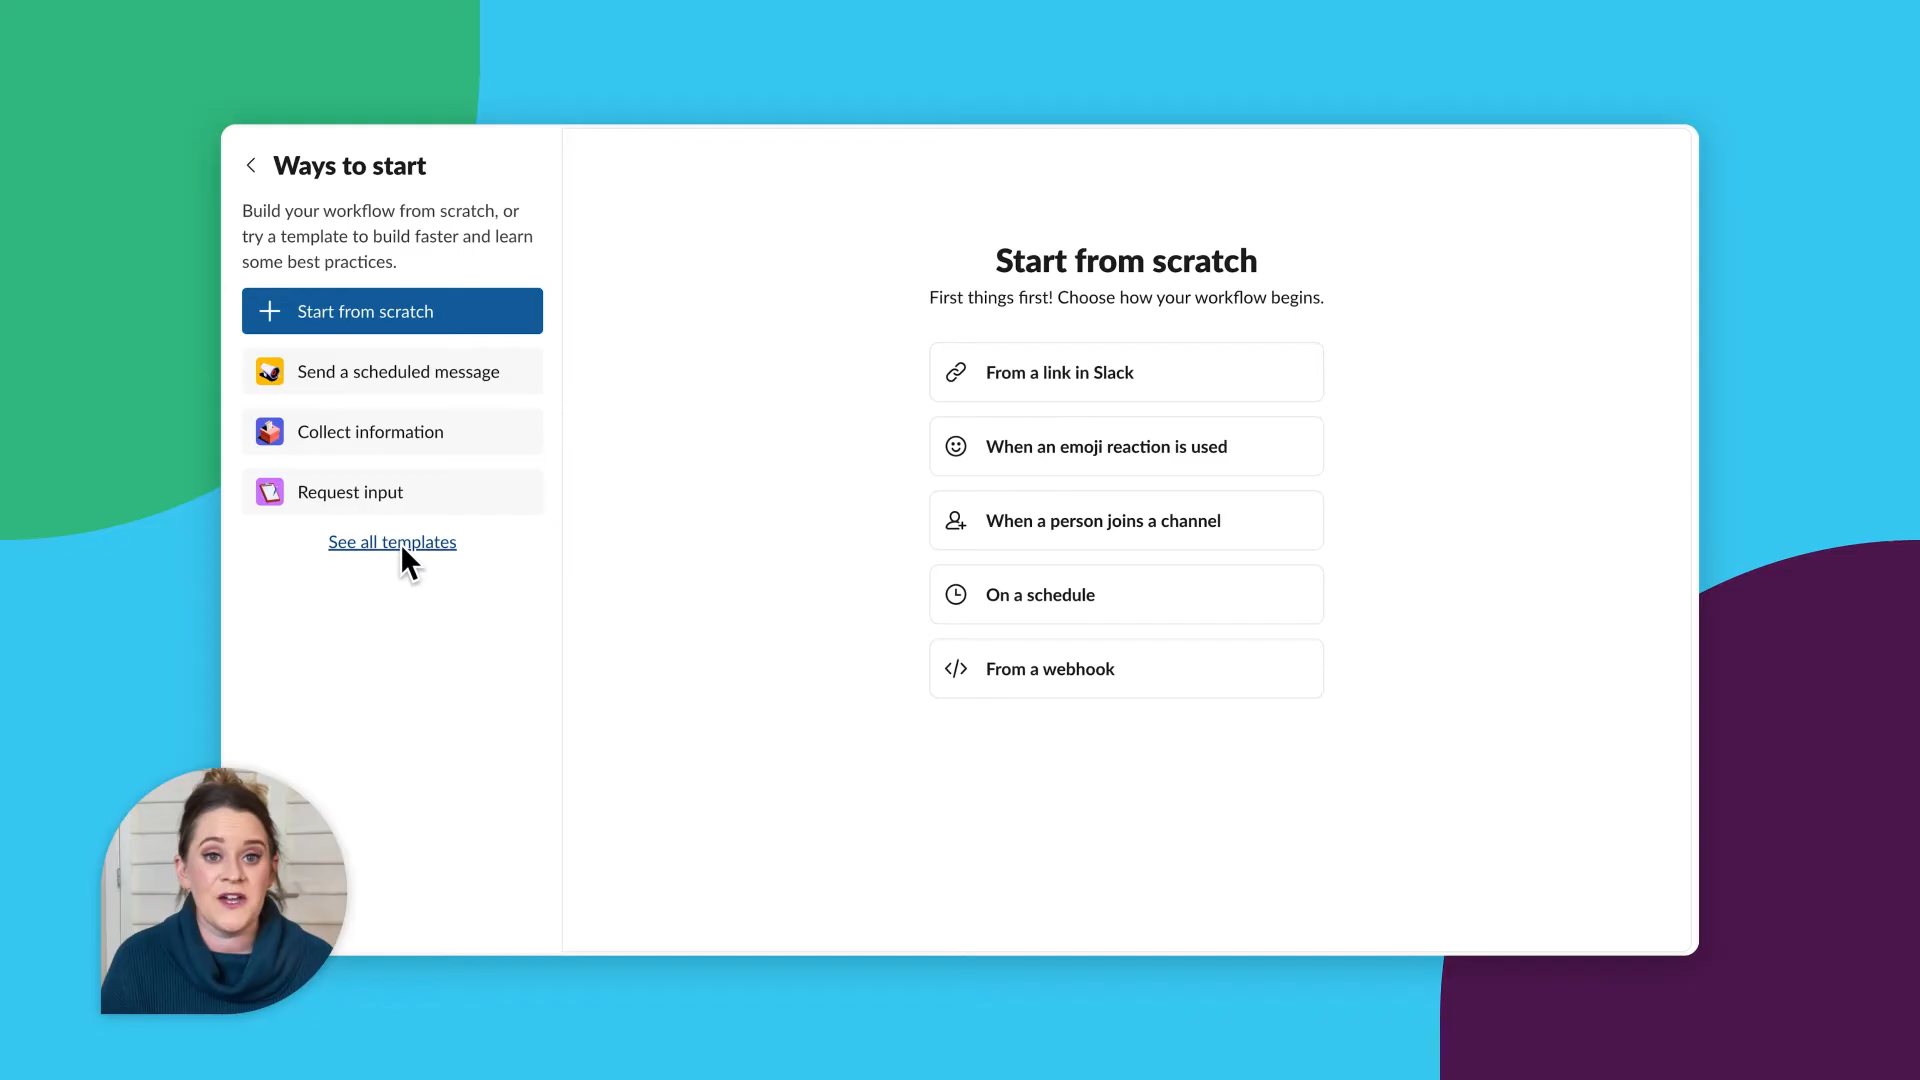 Ways to start
Build your workflow from scratch, or
try a template to build faster and learn
some best practices.
Start from scratch
Send a scheduled message
Collect information
Request input
See all templates
Start from scratch
First things first! Choose how your workflow begins.
From a link in Slack
When an emoji reaction is used
When a person joins a channel
On a schedule
From a webhook